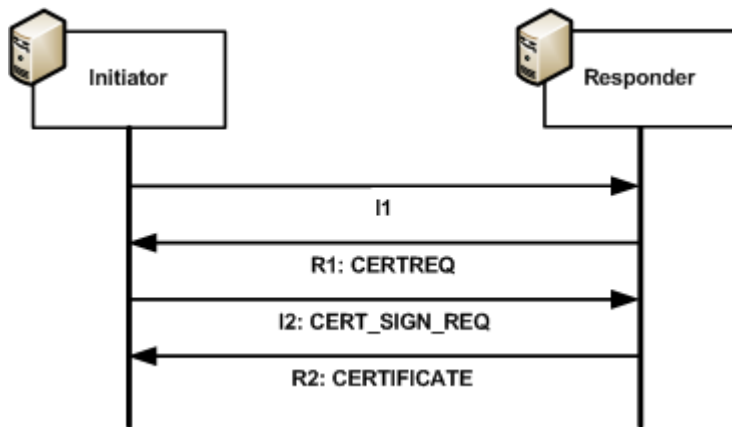 Initiator
Responder
I1
R1: CERTREQ
I2: CERT_SIGN_REQ
R2: CERTIFICATE